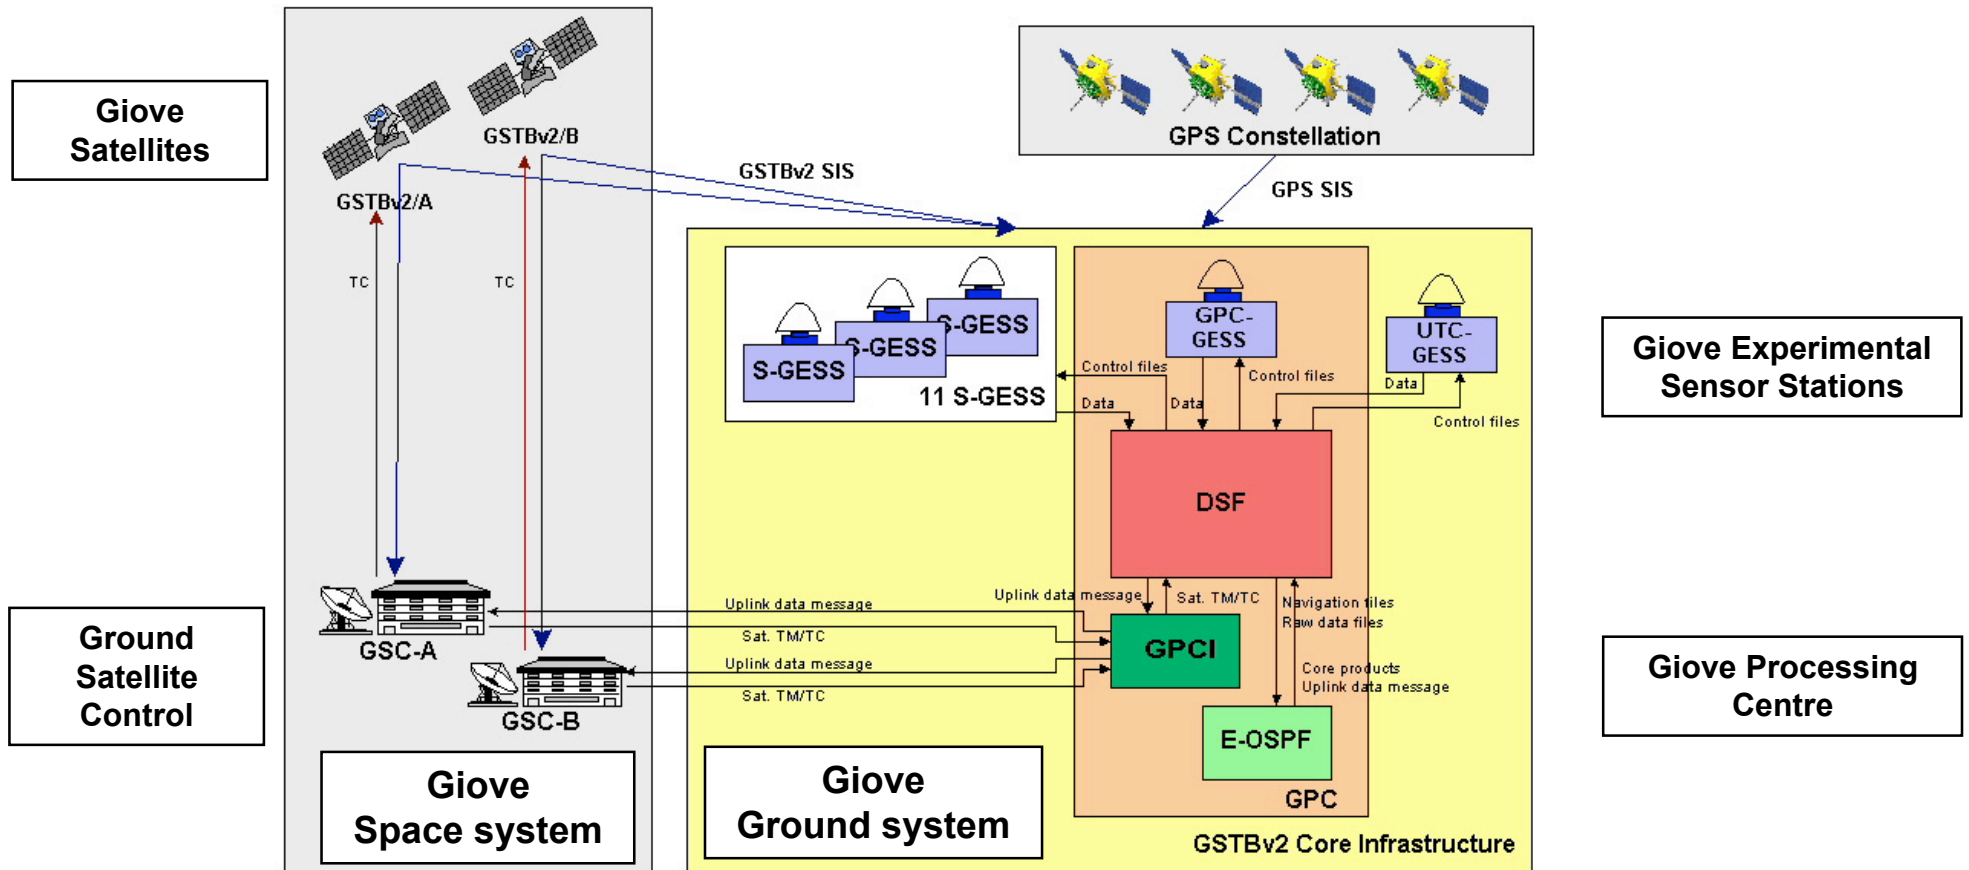 Giove
Satellites
GSTBv2/B
GSTBv2/A
GSTBv2 SIS
GPS Constellation
GPS SIS
TC
TC
S-GESS
S-GESS
S-GESS
11 S-GESS
GPC-
GESS
UTC-
GESS
Control files
Control files
Data
Data
Data
Control files
Giove Experimental
Sensor Stations
DSF
Uplink data message
Sat. TM/TC
Navigation files
Raw data files
GPCI
Core products
Uplink data message
E-OSPF
GPC
GSTBv2 Core Infrastructure
Uplink data message
Sat. TM/TC
Uplink data message
Sat. TM/TC
GSC-A
GSC-B
Ground
Satellite
Control
Giove Processing
Centre
Giove
Space system
Giove
Ground system